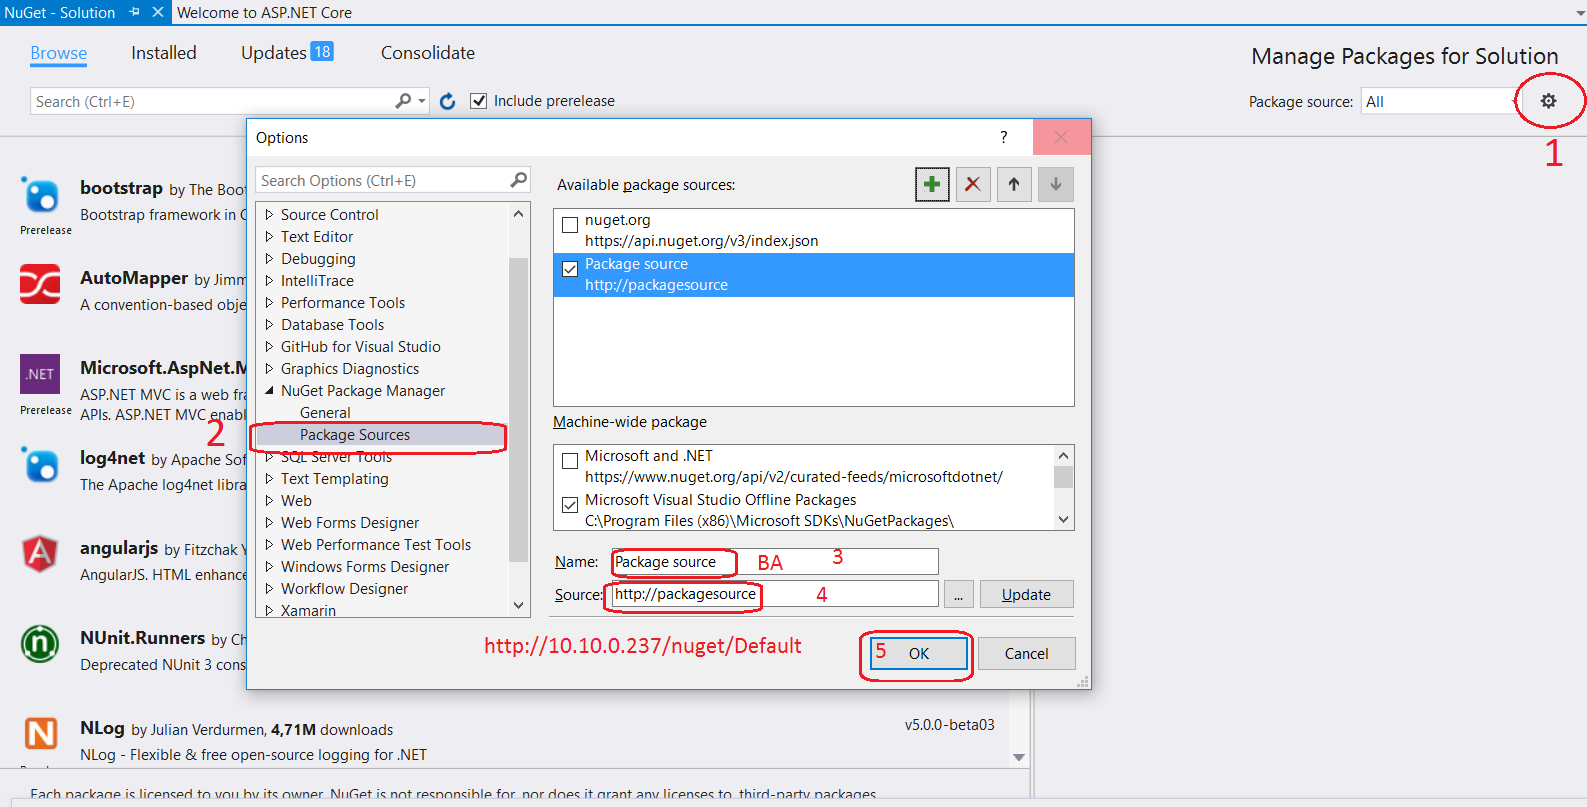 NuGet - Solution
Welcome to ASP.NET Core
Browse Installed Updates 18 Consolidate
Manage Packages for Solution
Search (Ctrl+E)
Include prerelease
Package source: All
1
bootstrap by The Boot
Bootstrap framework in C
Prerelease
AutoMapper by Jimm
A convention-based obje
.NET
Microsoft.AspNet.M
ASP.NET MVC is a web fra
Prerelease
APIs. ASP.NET MVC enabl
2
log4net by Apache Sof
The Apache log4net libra
angularjs by Fitzchak Y
AngularJS. HTML enhance
NUnit.Runners by Ch
Deprecated NUnit 3 cons
NLog by Julian Verdurmen, 4,71M downloads
v5.0.0-beta03
NLog - Flexible & free open-source logging for .NET
Each package is licensed to you by its owner. NuGet is not responsible for, nor does it grant any licenses to, third-party packages.
Options
?
Search Options (Ctrl+E)
Source Control
Text Editor
Debugging
IntelliTrace
Performance Tools
Database Tools
GitHub for Visual Studio
Graphics Diagnostics
NuGet Package Manager
General
Package Sources
SQL Server Tools
Text Templating
Web
Web Forms Designer
Web Performance Test Tools
Windows Forms Designer
Workflow Designer
Xamarin
Available package sources:
nuget.org
https://api.nuget.org/v3/index.json
Package source
http://packagesource
Machine-wide package
Microsoft and .NET
https://www.nuget.org/api/v2/curated-feeds/microsoftdotnet/
Microsoft Visual Studio Offline Packages
C:\Program Files (x86)\Microsoft SDKs\NuGetPackages\
Name: Package source BA 3
Source: http://packagesource 4 ... Update
http://10.10.0.237/nuget/Default
5 OK Cancel